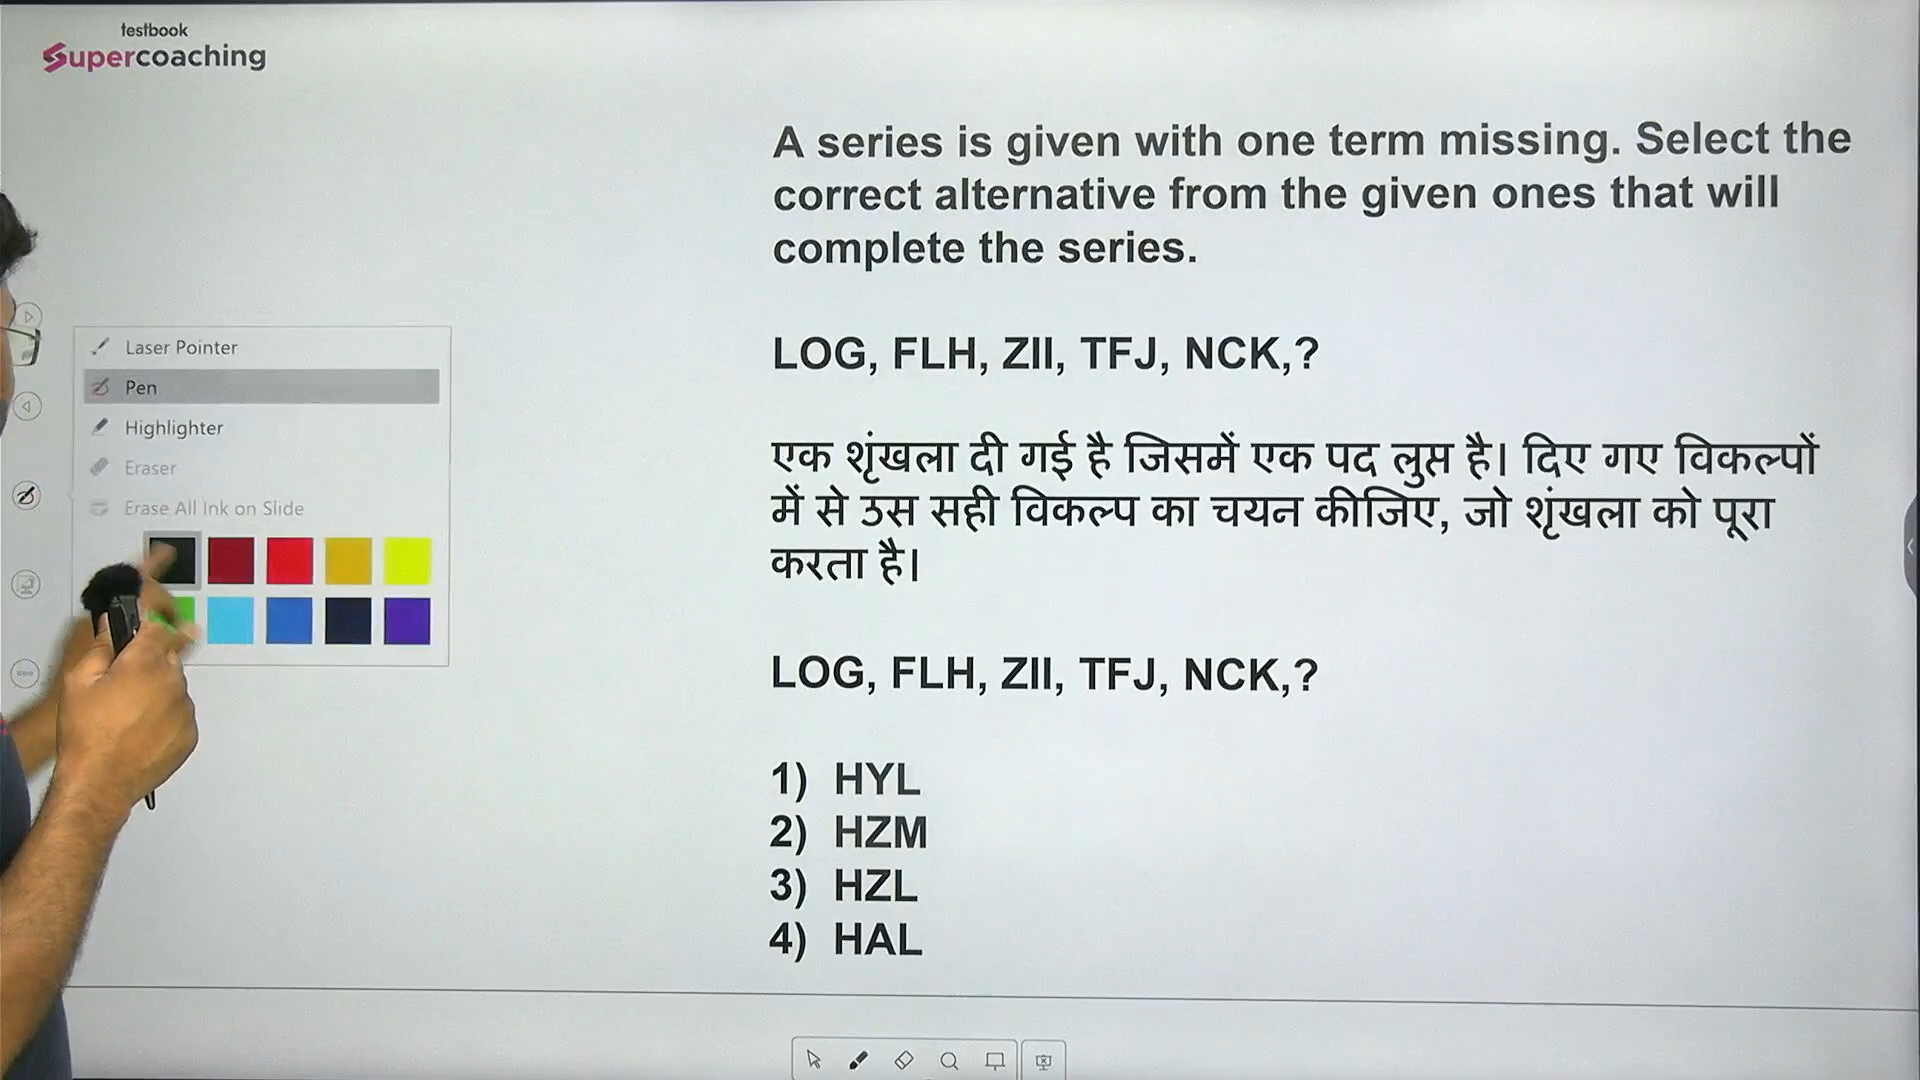 testbook
Supercoaching
A series is given with one term missing. Select the
correct alternative from the given ones that will
complete the series.
LOG, FLH, ZII, TFJ, NCK,?
एक शृंखला दी गई है जिसमें एक पद लुप्त है। दिए गए विकल्पों
में से उस सही विकल्प का चयन कीजिए, जो शृंखला को पूरा
करता है।
LOG, FLH, ZII, TFJ, NCK,?
1) HYL
2) HZM
3) HZL
4) HAL
Laser Pointer
Pen
Highlighter
Eraser
Erase All Ink on Slide